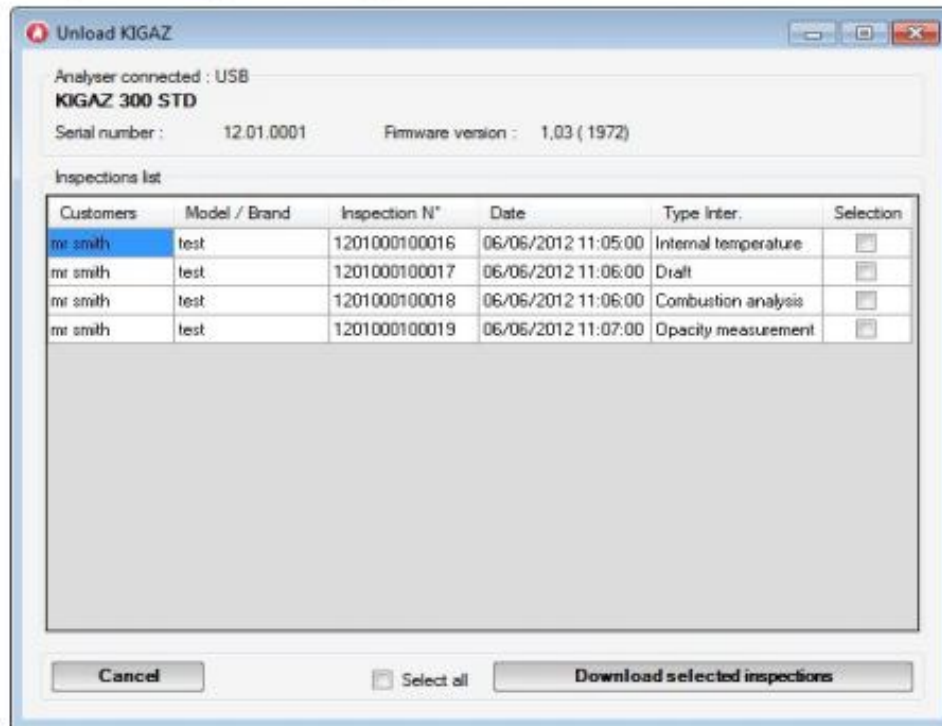 Unload KIGAZ
Analyser connected : USB
KIGAZ 300 STD
Serial number : 12.01.0001 Firmware version : 1,03 ( 1972)
Inspections list
Customers Model / Brand Inspection N° Date Type Inter. Selection
mr smith test 1201000100016 06/06/2012 11:05:00 Internal temperature
mr smith test 1201000100017 06/06/2012 11:06:00 Draft
mr smith test 1201000100018 06/06/2012 11:06:00 Combustion analysis
mr smith test 1201000100019 06/06/2012 11:07:00 Opacity measurement
Cancel Select all Download selected inspections